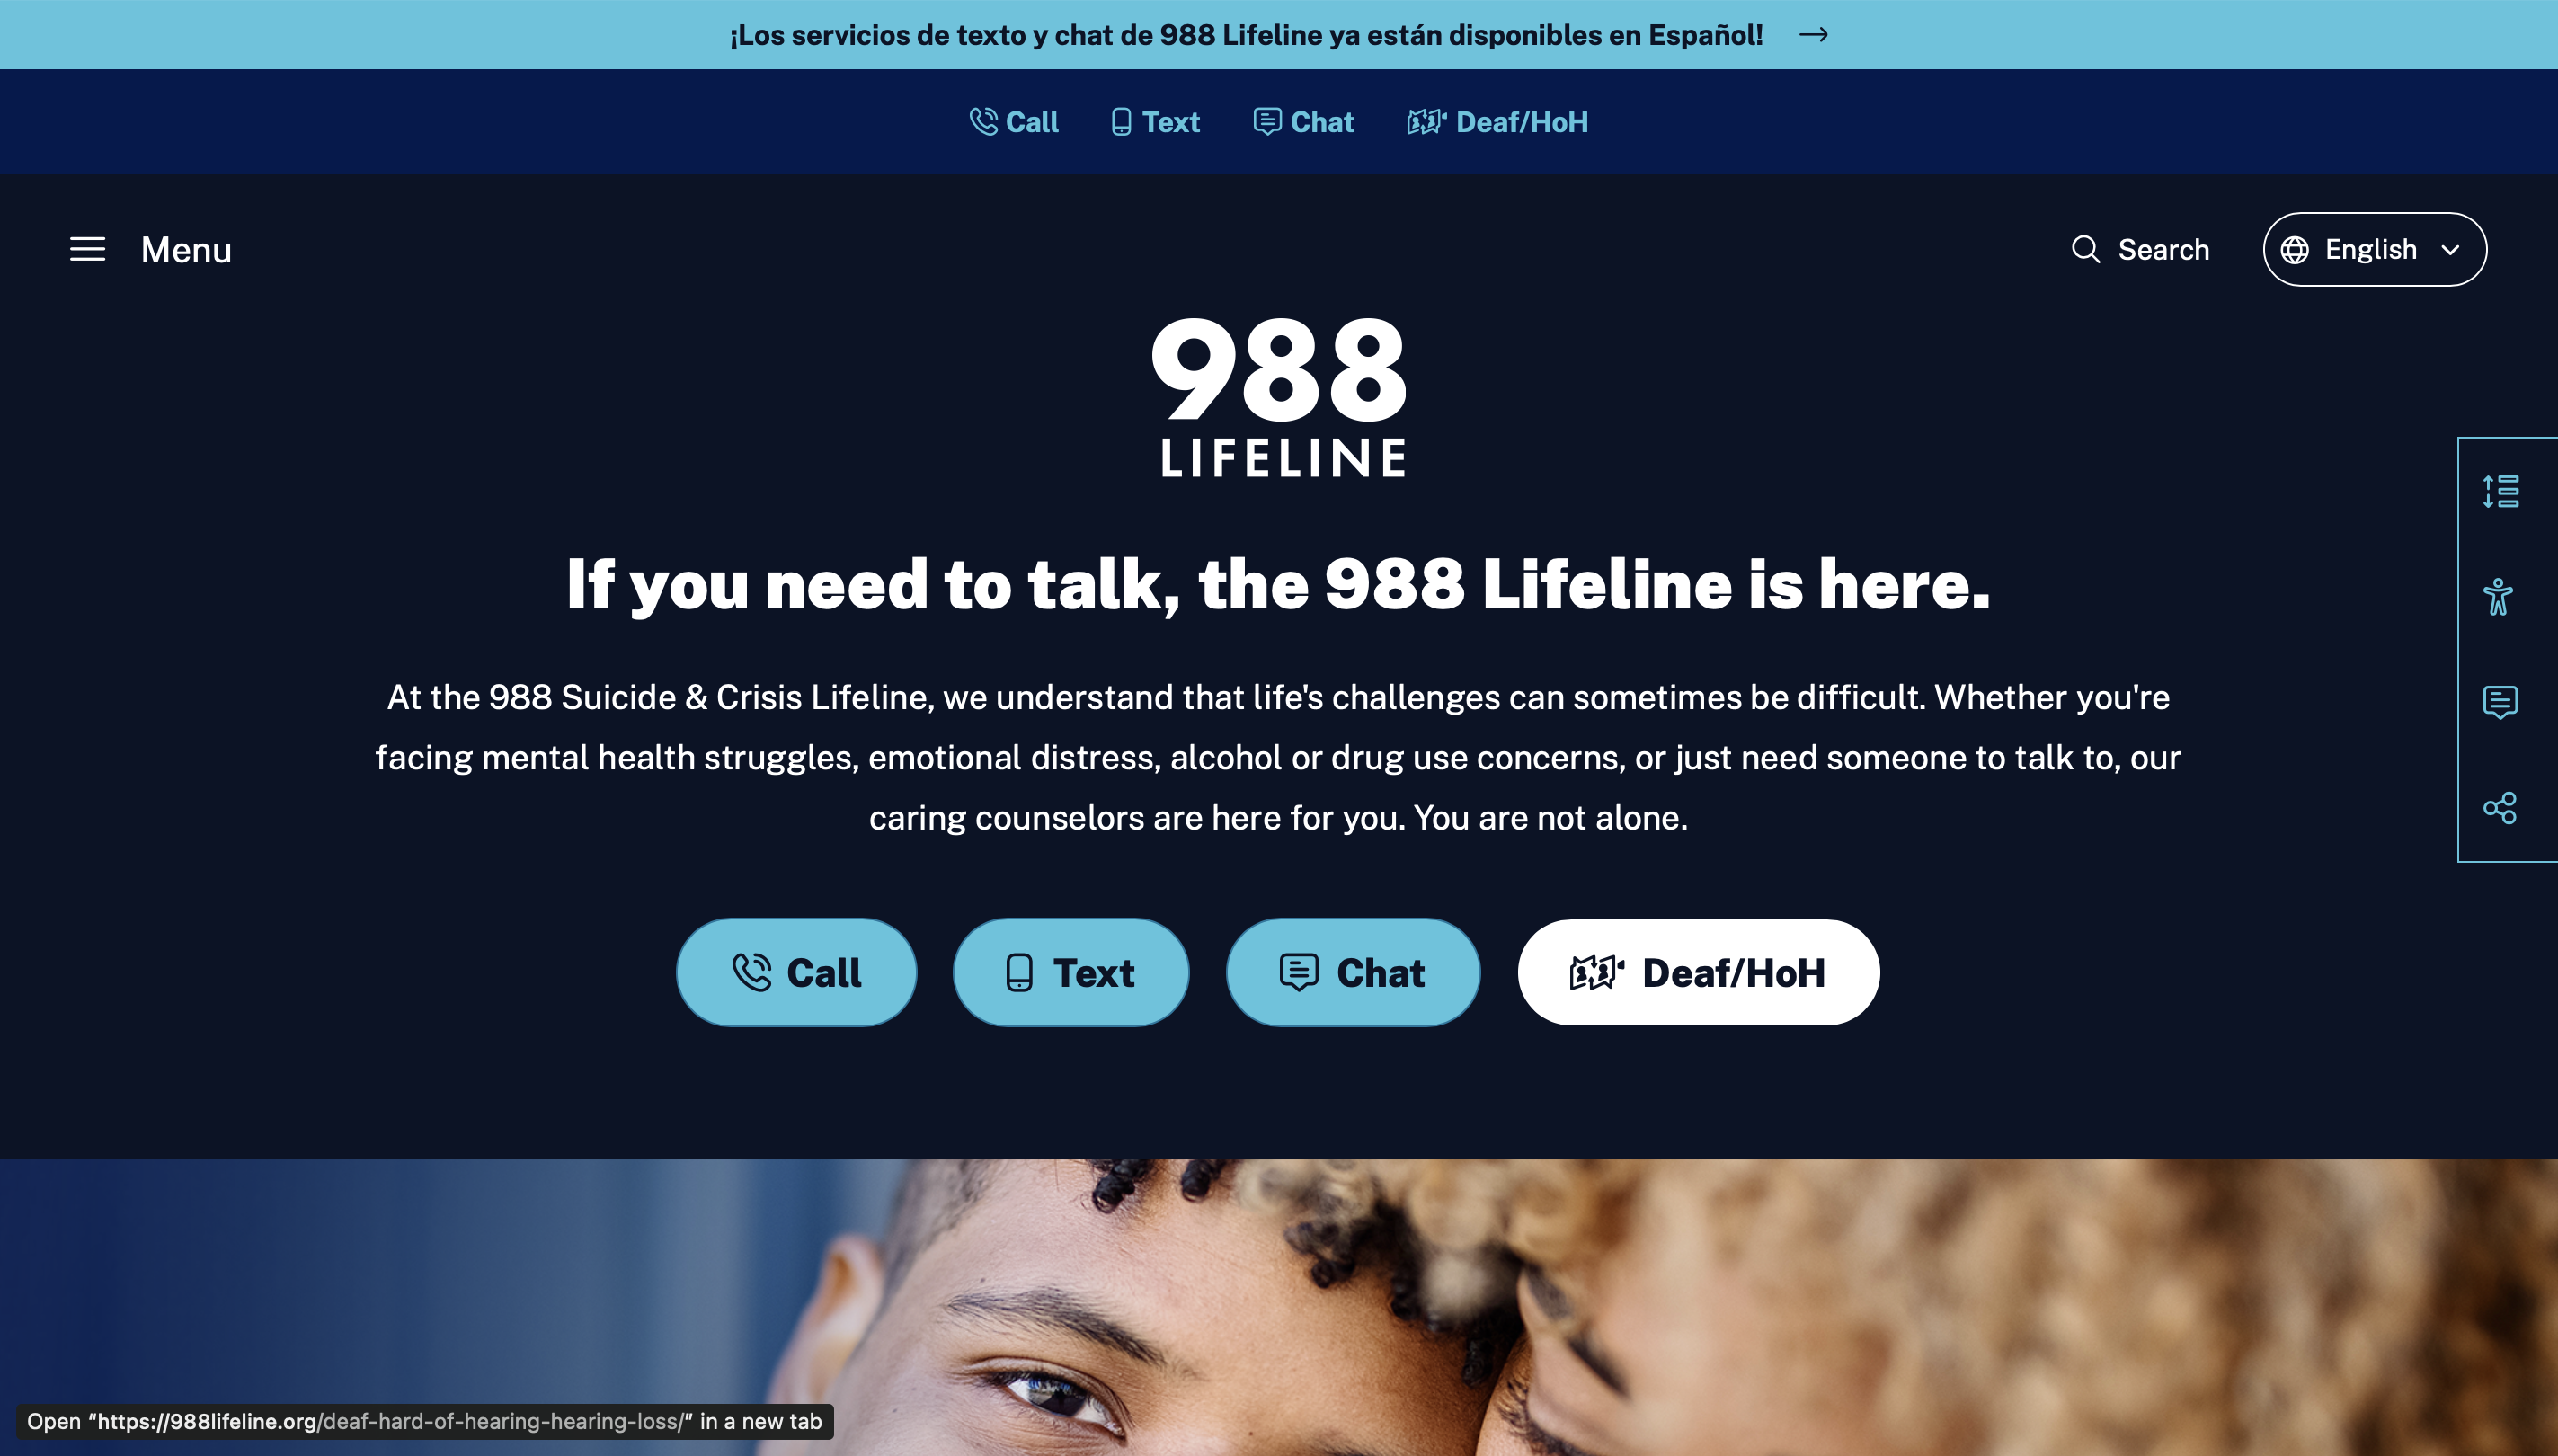 ¡Los servicios de texto y chat de 988 Lifeline ya están disponibles en Español!
Call Text Chat Deaf/HoH
Menu Search English
988
LIFELINE
If you need to talk, the 988 Lifeline is here.
At the 988 Suicide & Crisis Lifeline, we understand that life's challenges can sometimes be difficult. Whether you're
facing mental health struggles, emotional distress, alcohol or drug use concerns, or just need someone to talk to, our
caring counselors are here for you. You are not alone.
Call Text Chat Deaf/HoH
Open “https://988lifeline.org/deaf-hard-of-hearing-hearing-loss/” in a new tab